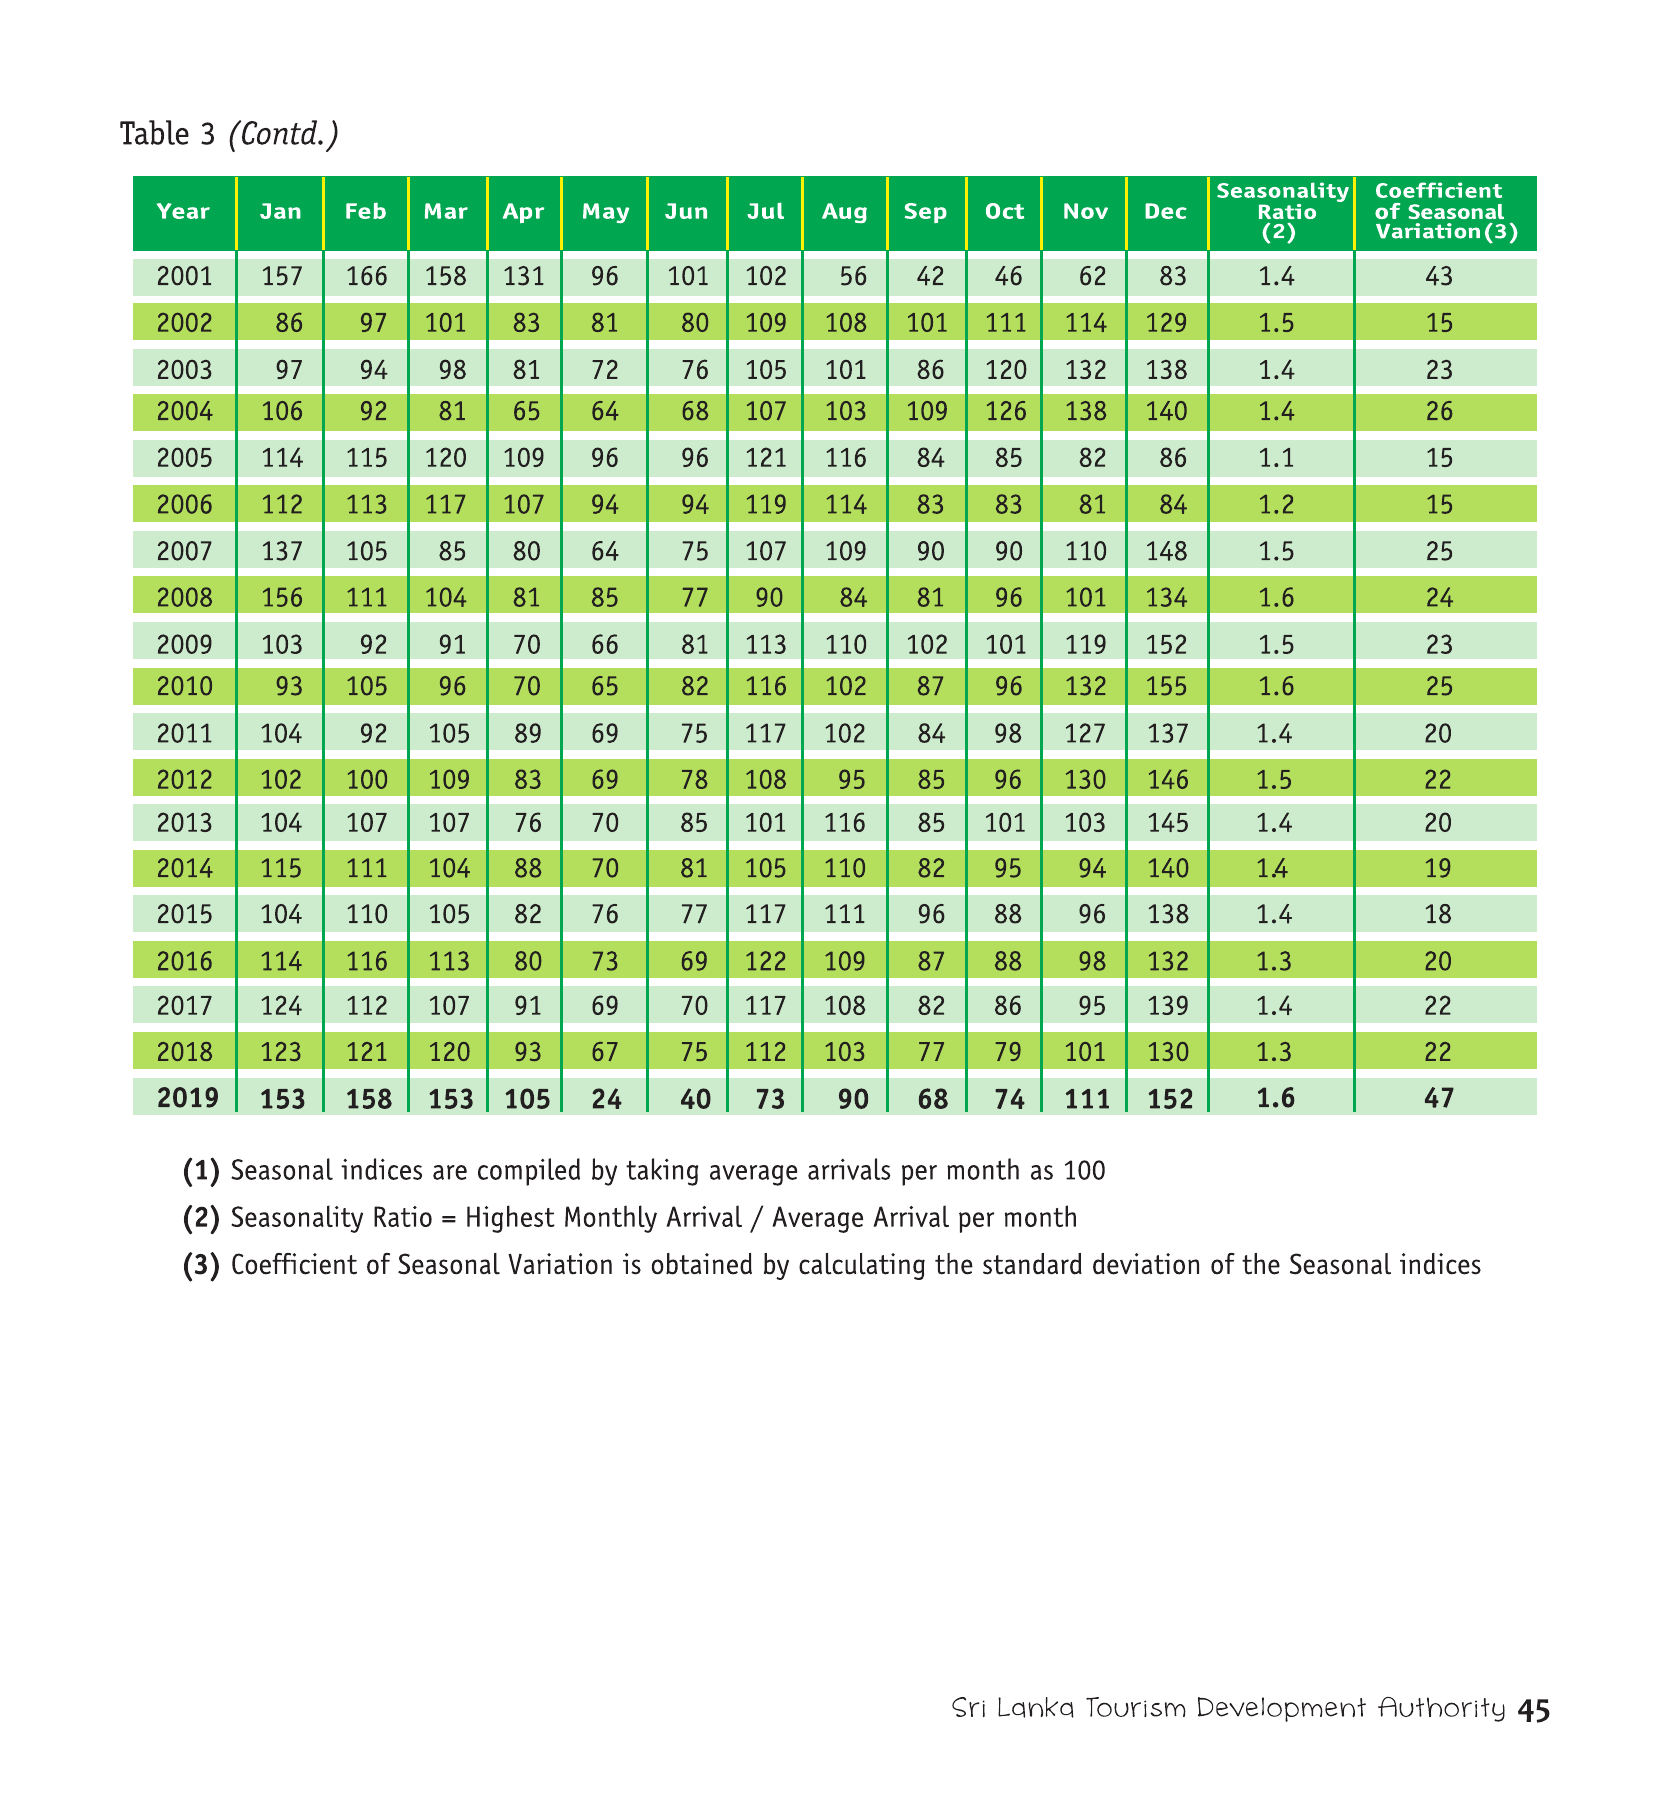 Table 3 (Contd.)
Year Jan Feb Mar Apr May Jun Jul Aug Sep Oct Nov Dec Seasonality Ratio (2) Coefficient of Seasonal Variation (3)
2001 157 166 158 131 96 101 102 56 42 46 62 83 1.4 43
2002 86 97 101 83 81 80 109 108 101 111 114 129 1.5 15
2003 97 94 98 81 72 76 105 101 86 120 132 138 1.4 23
2004 106 92 81 65 64 68 107 103 109 126 138 140 1.4 26
2005 114 115 120 109 96 96 121 116 84 85 82 86 1.1 15
2006 112 113 117 107 94 94 119 114 83 83 81 84 1.2 15
2007 137 105 85 80 64 75 107 109 90 90 110 148 1.5 25
2008 156 111 104 81 85 77 90 84 81 96 101 134 1.6 24
2009 103 92 91 70 66 81 113 110 102 101 119 152 1.5 23
2010 93 105 96 70 65 82 116 102 87 96 132 155 1.6 25
2011 104 92 105 89 69 75 117 102 84 98 127 137 1.4 20
2012 102 100 109 83 69 78 108 95 85 96 130 146 1.5 22
2013 104 107 107 76 70 85 101 116 85 101 103 145 1.4 20
2014 115 111 104 88 70 81 105 110 82 95 94 140 1.4 19
2015 104 110 105 82 76 77 117 111 96 88 96 138 1.4 18
2016 114 116 113 80 73 69 122 109 87 88 98 132 1.3 20
2017 124 112 107 91 69 70 117 108 82 86 95 139 1.4 22
2018 123 121 120 93 67 75 112 103 77 79 101 130 1.3 22
2019 153 158 153 105 24 40 73 90 68 74 111 152 1.6 47
(1) Seasonal indices are compiled by taking average arrivals per month as 100
(2) Seasonality Ratio = Highest Monthly Arrival / Average Arrival per month
(3) Coefficient of Seasonal Variation is obtained by calculating the standard deviation of the Seasonal indices
Sri Lanka Tourism Development Authority 45